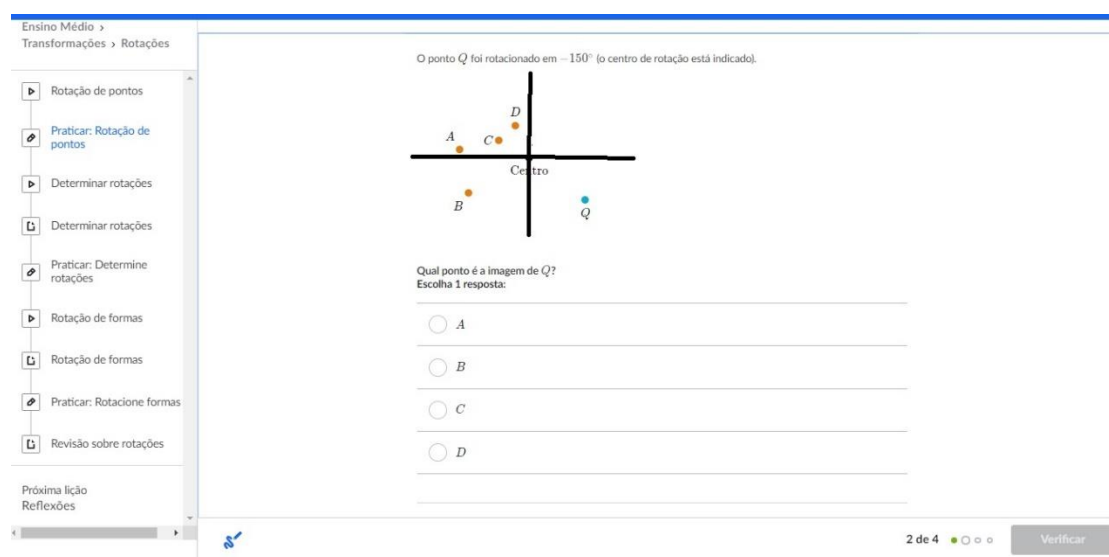 Ensino Médio ›
Transformações › Rotações
Rotação de pontos
Praticar: Rotação de
pontos
Determinar rotações
Determinar rotações
Praticar: Determine
rotações
Rotação de formas
Rotação de formas
Praticar: Rotacione formas
Revisão sobre rotações
Próxima lição
Reflexões
O ponto Q foi rotacionado em −150° (o centro de rotação está indicado).
D
A
C
Centro
B
Q
Qual ponto é a imagem de Q?
Escolha 1 resposta:
A
B
C
D
2 de 4
Verificar